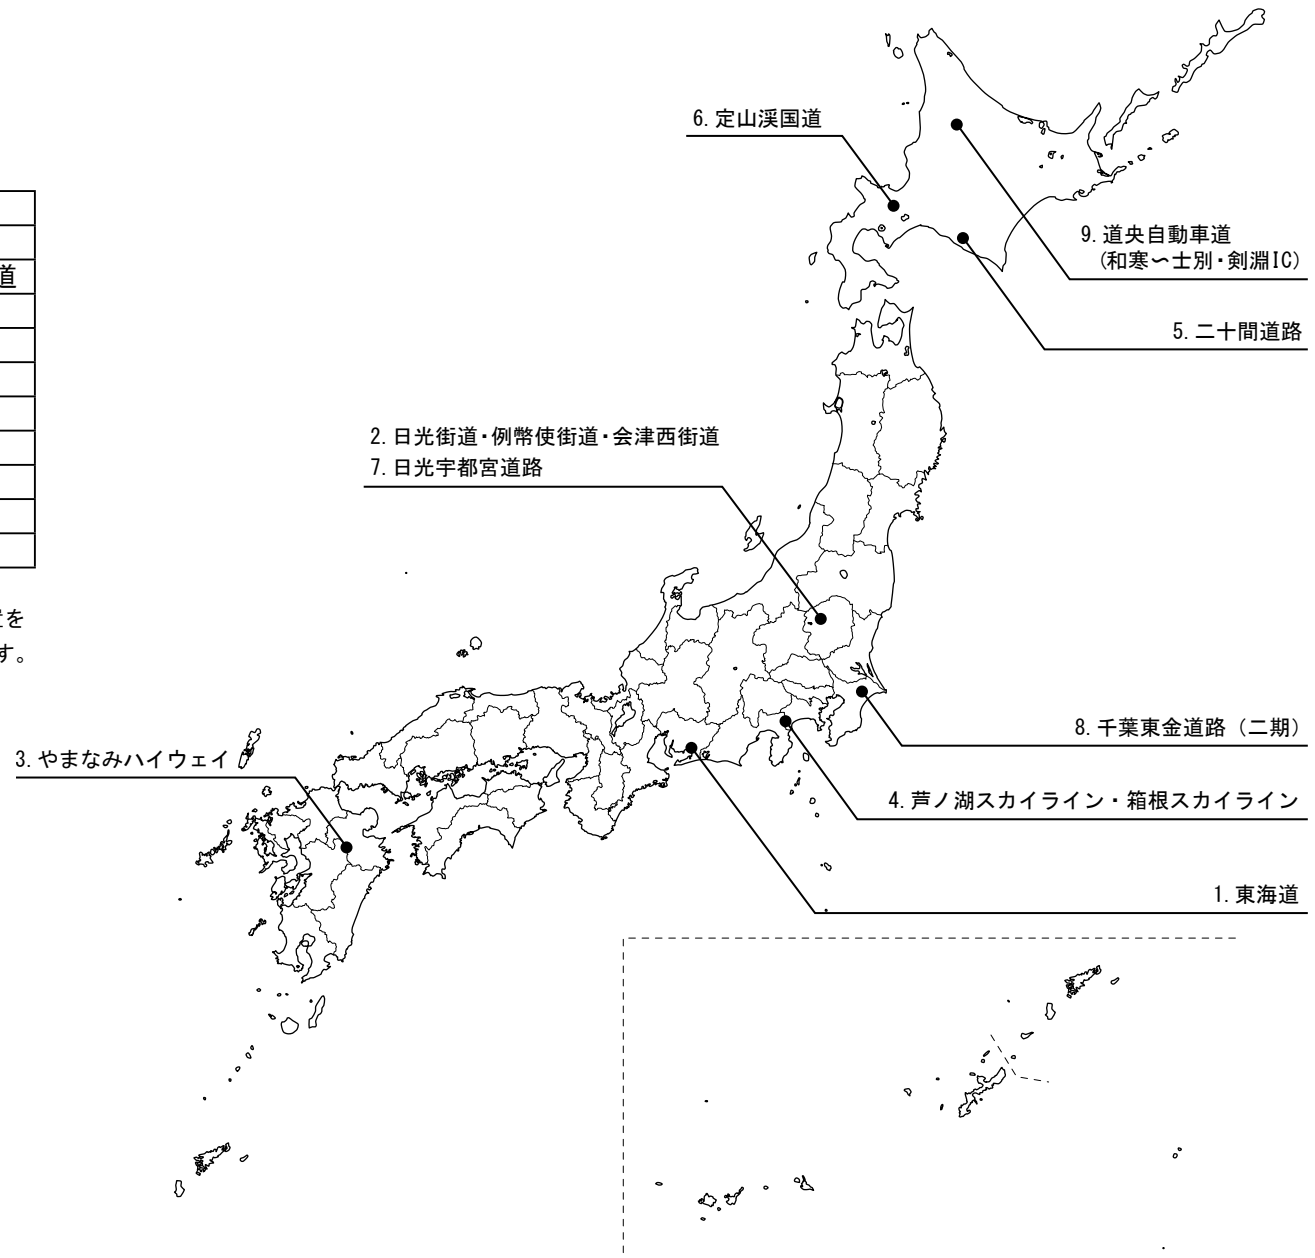 6. 定山渓国道
9. 道央自動車道
(和寒〜士別・剣淵IC)
道
5. 二十間道路
2. 日光街道・例幣使街道・会津西街道
7. 日光宇都宮道路
を
す。
8. 千葉東金道路（二期）
3. やまなみハイウェイ
4. 芦ノ湖スカイライン・箱根スカイライン
1. 東海道